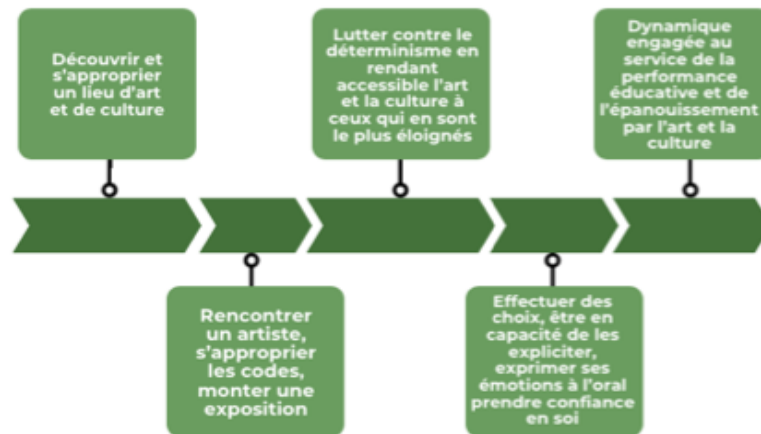 Découvrir et
s'approprier
un lieu d'art
et de culture
Rencontrer
un artiste,
s'approprier
les codes,
monter une
exposition
Lutter contre le
déterminisme en
rendant
accessible l'art
et la culture à
ceux qui en sont
le plus éloignés
Effectuer des
choix, être en
capacité de les
expliciter,
exprimer ses
émotions à l'oral
prendre confiance
en soi
Dynamique
engagée au
service de la
performance
éducative et de
l'épanouissement
par l'art et la
culture